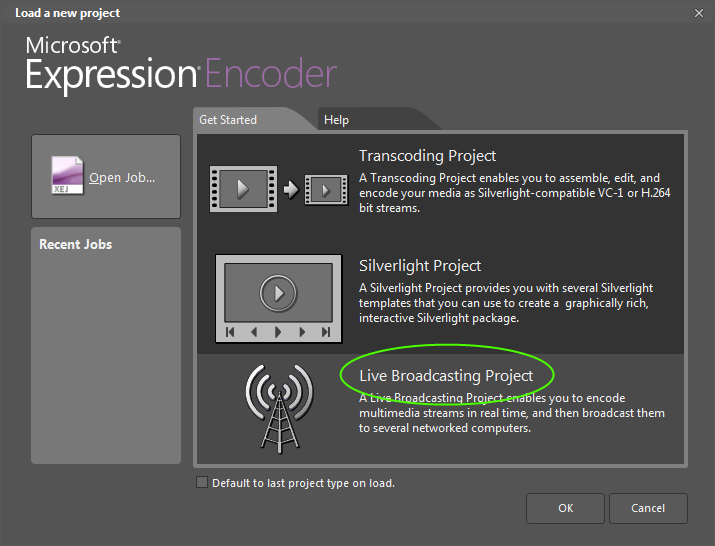 Load a new project
Microsoft®
Expression® Encoder
Get Started
Help
XEJ
Open Job...
Recent Jobs
Transcoding Project
A Transcoding Project enables you to assemble, edit, and
encode your media as Silverlight-compatible VC-1 or H.264
bit streams.
Silverlight Project
A Silverlight Project provides you with several Silverlight
templates that you can use to create a graphically rich,
interactive Silverlight package.
Live Broadcasting Project
A Live Broadcasting Project enables you to encode
multimedia streams in real time, and then broadcast them
to several networked computers.
Default to last project type on load.
OK
Cancel